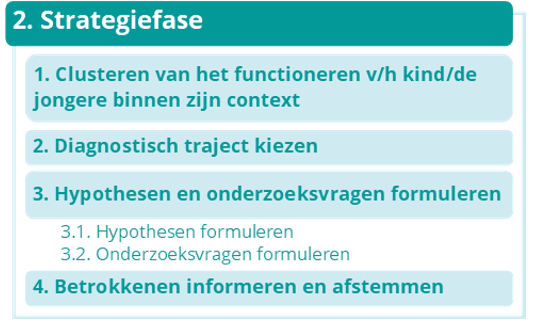 2. Strategiefase
1. Clusteren van het functioneren v/h kind/de
jongere binnen zijn context
2. Diagnostisch traject kiezen
3. Hypothesen en onderzoeksvragen formuleren
3.1. Hypothesen formuleren
3.2. Onderzoeksvragen formuleren
4. Betrokkenen informeren en afstemmen